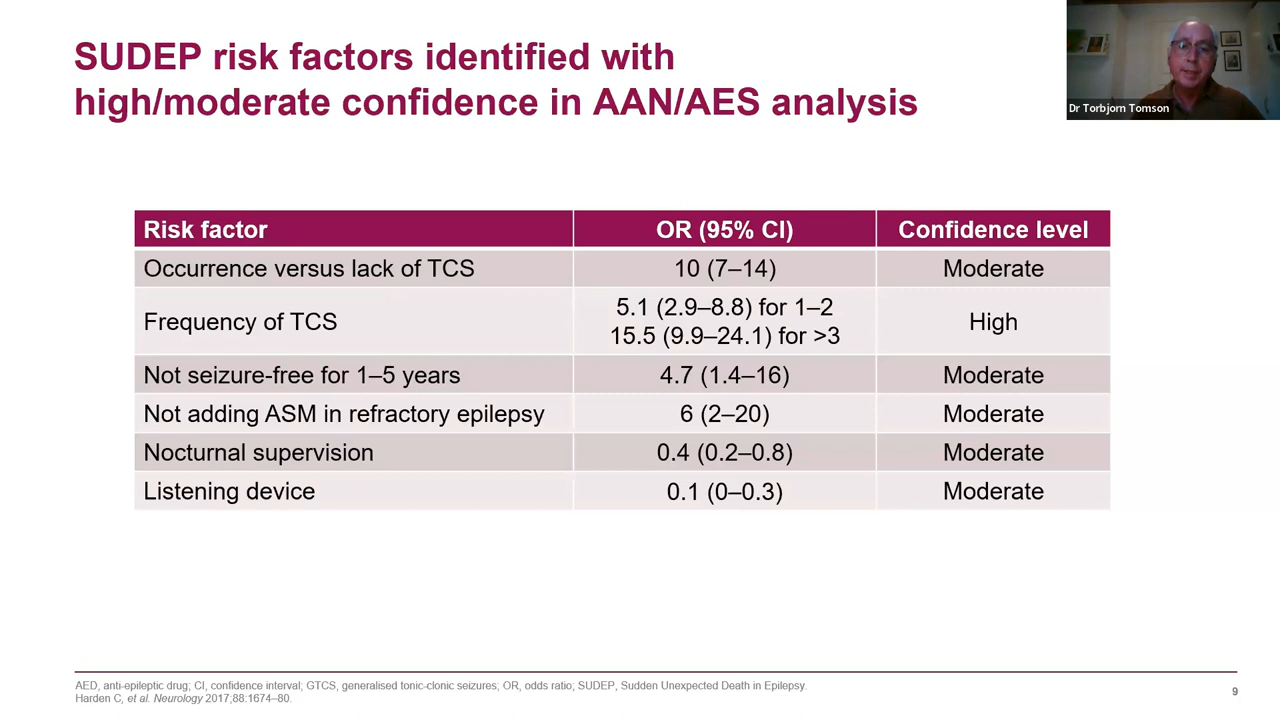 SUDEP risk factors identified with
high/moderate confidence in AAN/AES analysis
Dr Torbjorn Tomson
Risk factor OR (95% CI) Confidence level
Occurrence versus lack of TCS 10 (7–14) Moderate
Frequency of TCS 5.1 (2.9–8.8) for 1–2
15.5 (9.9–24.1) for >3 High
Not seizure-free for 1–5 years 4.7 (1.4–16) Moderate
Not adding ASM in refractory epilepsy 6 (2–20) Moderate
Nocturnal supervision 0.4 (0.2–0.8) Moderate
Listening device 0.1 (0–0.3) Moderate
AED, anti-epileptic drug; CI, confidence interval; GTCS, generalised tonic-clonic seizures; OR, odds ratio; SUDEP, Sudden Unexpected Death in Epilepsy.
Harden C, et al. Neurology 2017;88:1674–80.
9